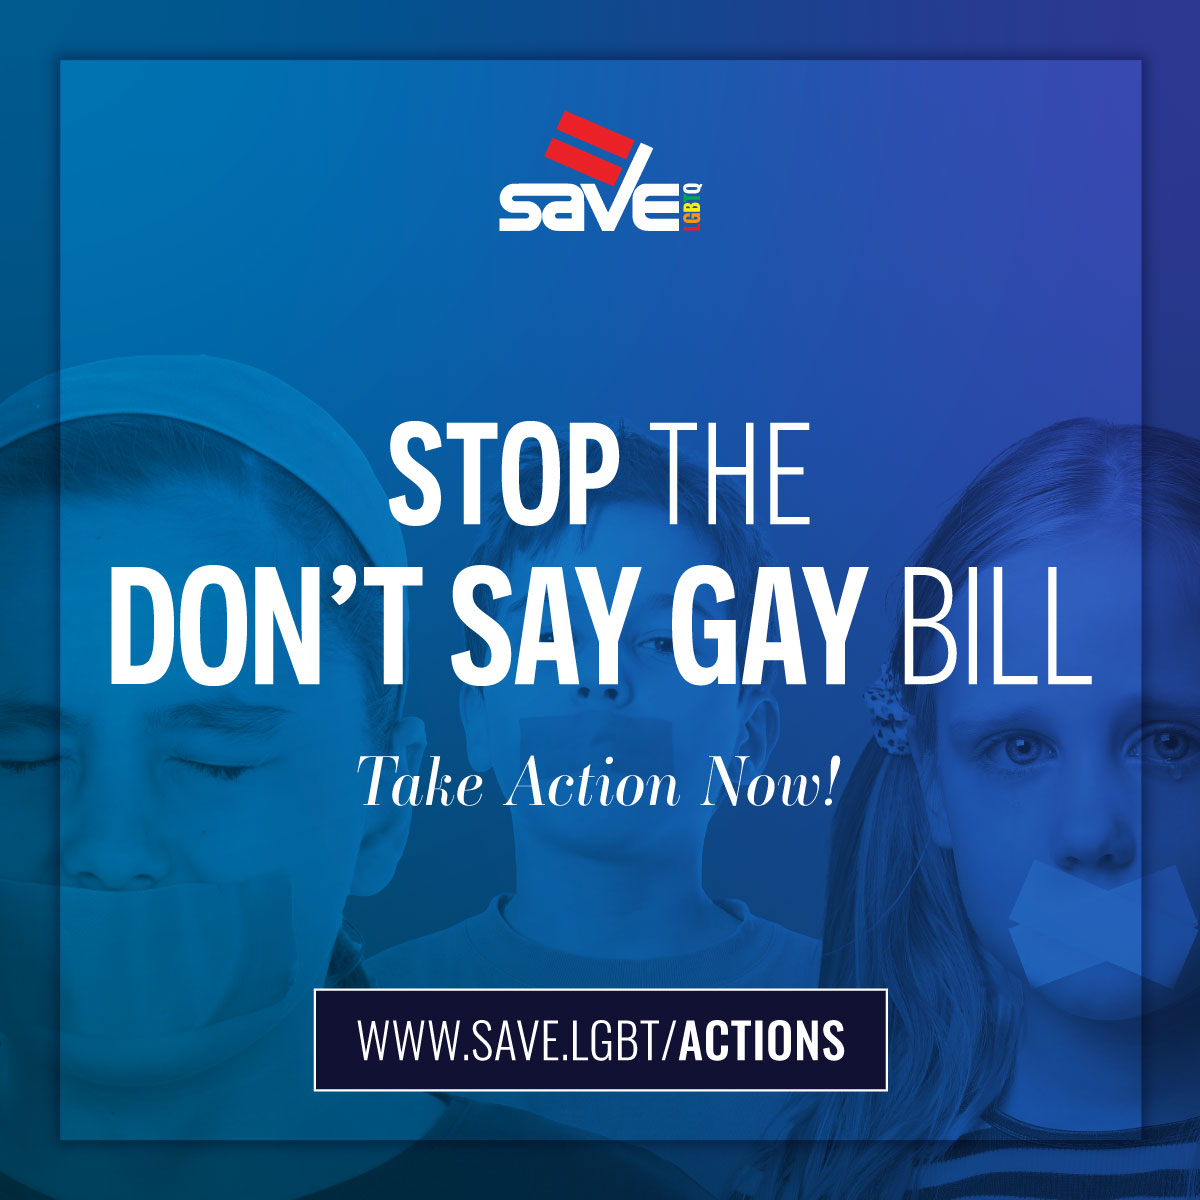 SAVE LGBTQ
STOP THE
DON'T SAY GAY BILL
Take Action Now!
WWW.SAVE.LGBT/ACTIONS